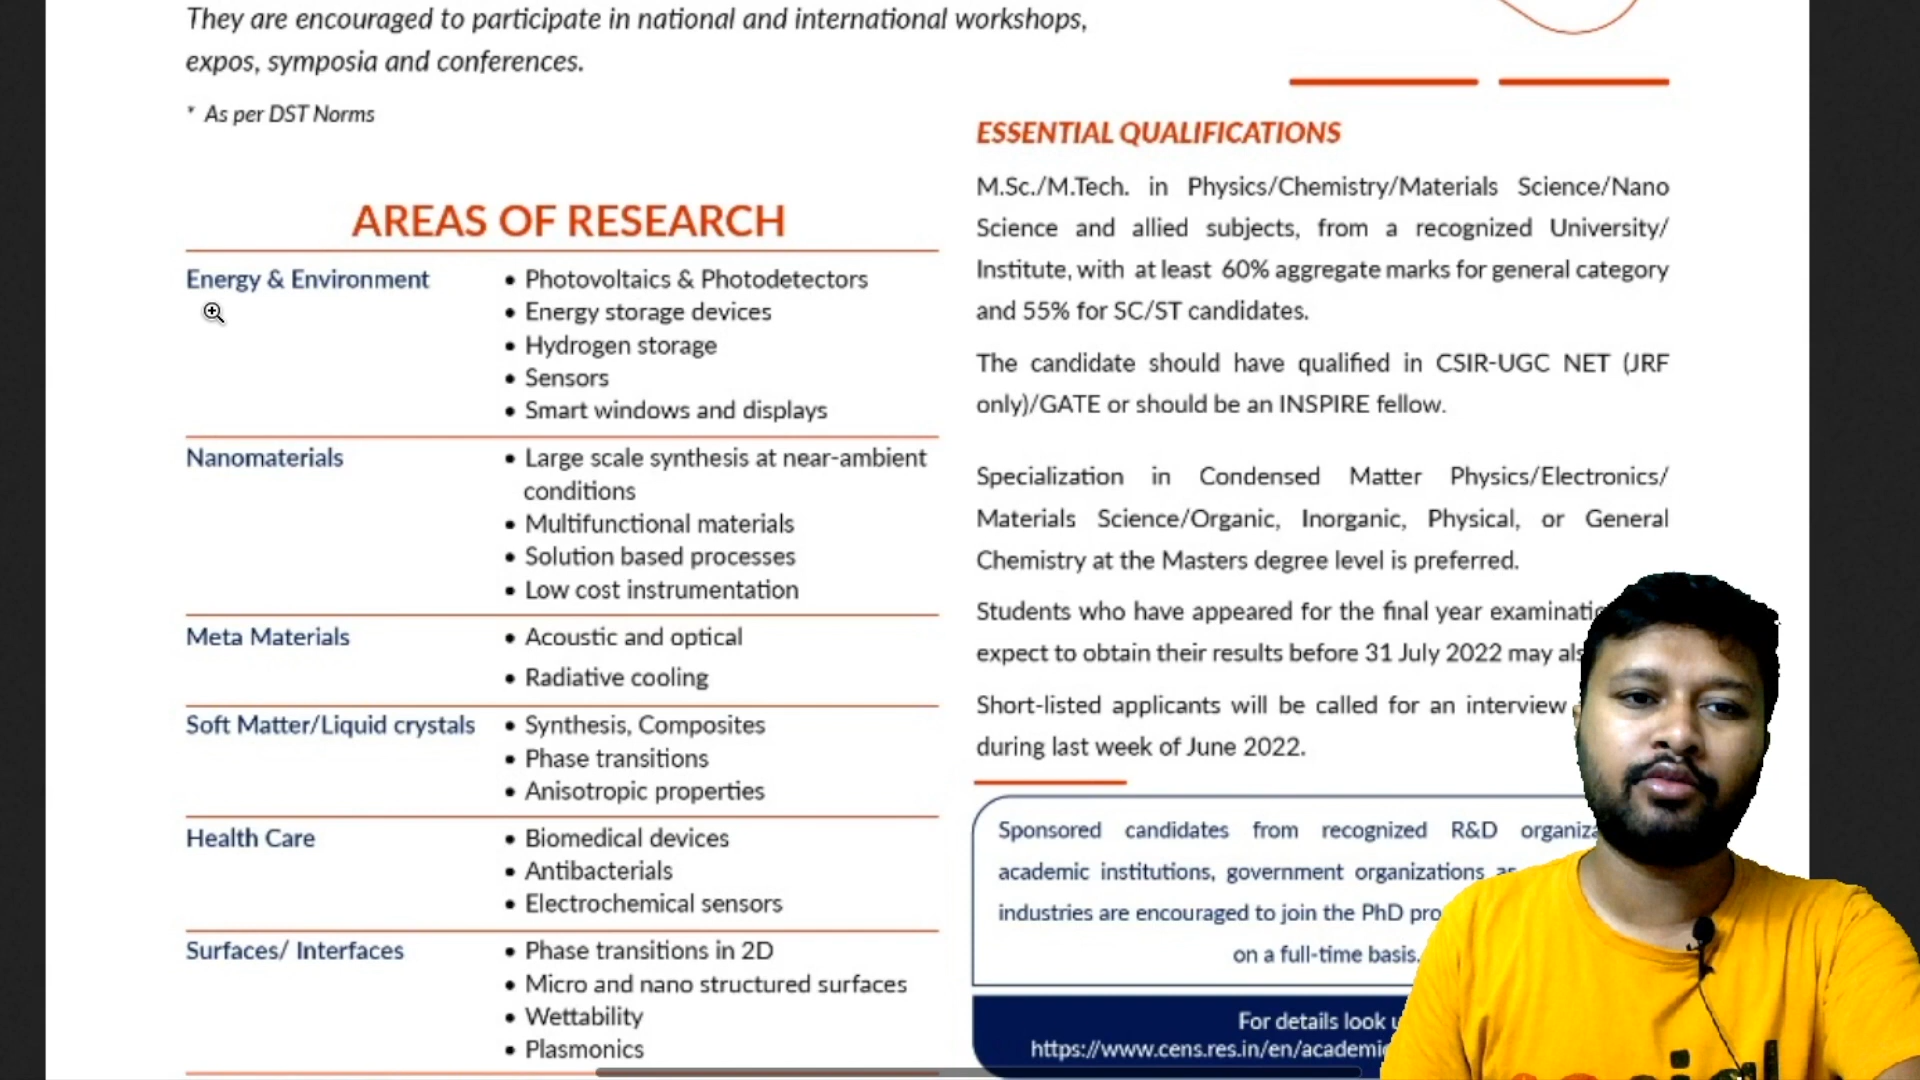 They are encouraged to participate in national and international workshops,
expos, symposia and conferences.
* As per DST Norms
AREAS OF RESEARCH
Energy & Environment
• Photovoltaics & Photodetectors
• Energy storage devices
• Hydrogen storage
• Sensors
• Smart windows and displays
Nanomaterials
• Large scale synthesis at near-ambient
conditions
• Multifunctional materials
• Solution based processes
• Low cost instrumentation
Meta Materials
• Acoustic and optical
• Radiative cooling
Soft Matter/Liquid crystals
• Synthesis, Composites
• Phase transitions
• Anisotropic properties
Health Care
• Biomedical devices
• Antibacterials
• Electrochemical sensors
Surfaces/ Interfaces
• Phase transitions in 2D
• Micro and nano structured surfaces
• Wettability
• Plasmonics
ESSENTIAL QUALIFICATIONS
M.Sc./M.Tech. in Physics/Chemistry/Materials Science/Nano
Science and allied subjects, from a recognized University/
Institute, with at least 60% aggregate marks for general category
and 55% for SC/ST candidates.
The candidate should have qualified in CSIR-UGC NET (JRF
only)/GATE or should be an INSPIRE fellow.
Specialization in Condensed Matter Physics/Electronics/
Materials Science/Organic, Inorganic, Physical, or General
Chemistry at the Masters degree level is preferred.
Students who have appeared for the final year
expect to obtain their results before 31 July 2022 may
Short-listed applicants will be called for an interview
during last week of June 2022.
Sponsored candidates from recognized R&D
academic institutions, government organizations
industries are encouraged to join the PhD
on a full-time basis.
For details look
https://www.cens.res.in/en/academic